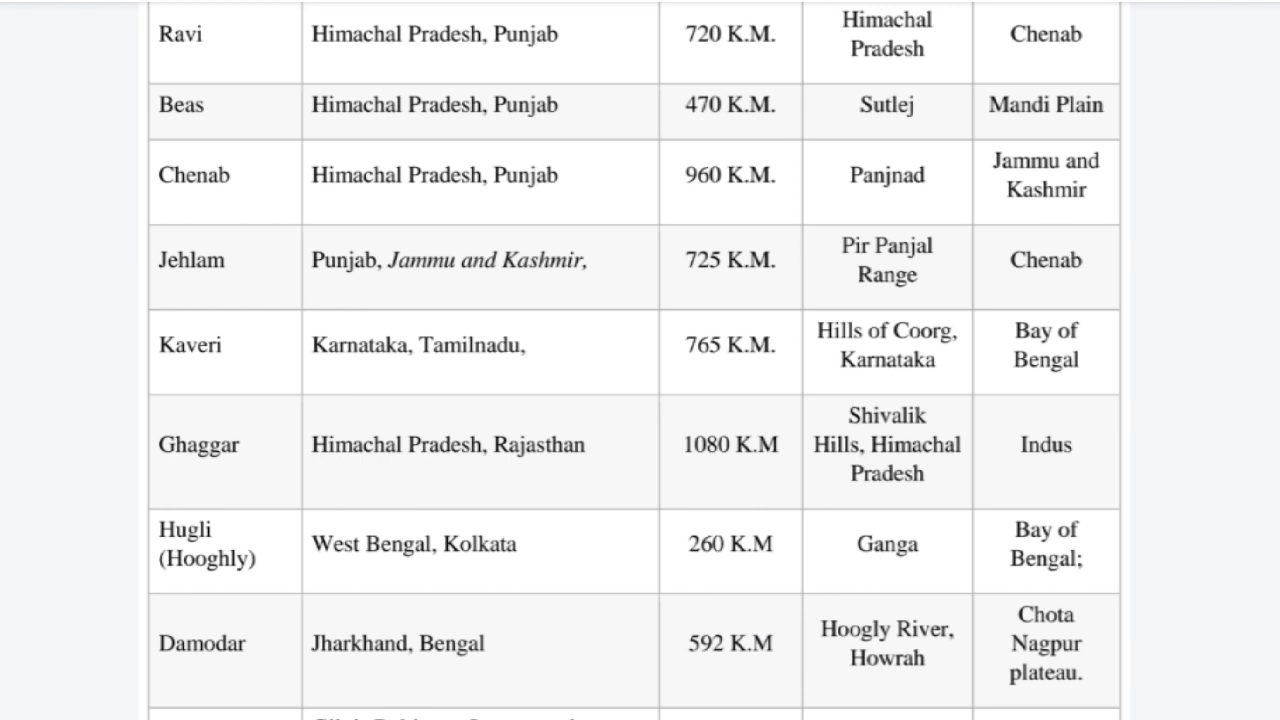 Ravi
Himachal Pradesh, Punjab
720 K.M.
Himachal
Pradesh
Chenab
Beas
Himachal Pradesh, Punjab
470 K.M.
Sutlej
Mandi Plain
Chenab
Himachal Pradesh, Punjab
960 K.M.
Panjnad
Jammu and
Kashmir
Jehlam
Punjab, Jammu and Kashmir,
725 K.M.
Pir Panjal
Range
Chenab
Kaveri
Karnataka, Tamilnadu,
765 K.M.
Hills of Coorg,
Karnataka
Bay of
Bengal
Ghaggar
Himachal Pradesh, Rajasthan
1080 K.M
Shivalik
Hills, Himachal
Pradesh
Indus
Hugli
(Hooghly)
West Bengal, Kolkata
260 K.M
Ganga
Bay of
Bengal;
Damodar
Jharkhand, Bengal
592 K.M
Hoogly River,
Howrah
Chota
Nagpur
plateau.